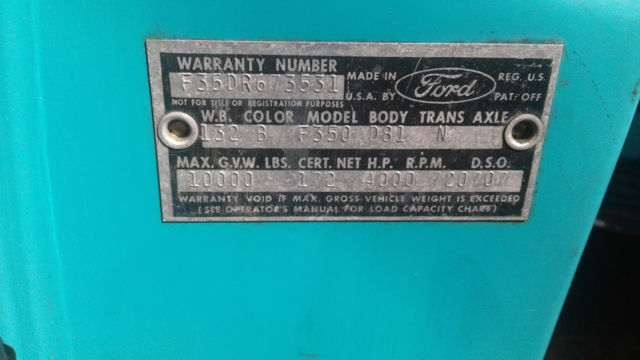 WARRANTY NUMBER
F35DR6 3531
MADE IN
U.S.A. BY
Ford
REG. U.S.
PAT. OFF
NOT FOR TITLE OR REGISTRATION PURPOSES
W.B. COLOR MODEL BODY TRANS AXLE
132 B F350 D81 N
MAX. G.V.W. LBS. CERT. NET H.P. R.P.M. D.S.O.
10000 172 4000 20707
WARRANTY VOID IF MAX. GROSS VEHICLE WEIGHT IS EXCEEDED
(SEE OPERATOR'S MANUAL FOR LOAD CAPACITY CHART)